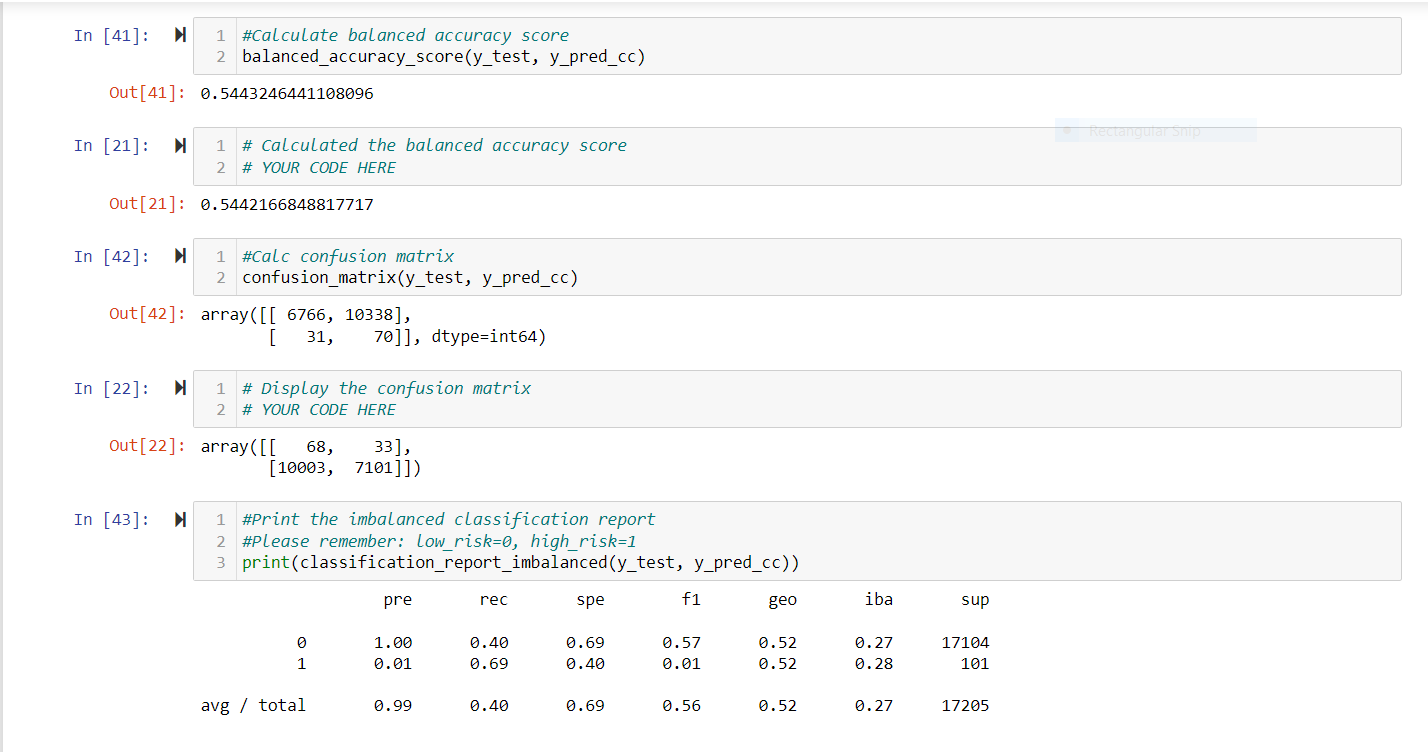 In [41]: 1 #Calculate balanced accuracy score
2 balanced_accuracy_score(y_test, y_pred_cc)
Out[41]: 0.5443246441108096
Rectangular Snip
In [21]: 1 # Calculated the balanced accuracy score
2 # YOUR CODE HERE
Out[21]: 0.5442166848817717
In [42]: 1 #Calc confusion matrix
2 confusion_matrix(y_test, y_pred_cc)
Out[42]: array([[ 6766, 10338],
[ 31, 70]], dtype=int64)
In [22]: 1 # Display the confusion matrix
2 # YOUR CODE HERE
Out[22]: array([[ 68, 33],
[10003, 7101]])
In [43]: 1 #Print the imbalanced classification report
2 #Please remember: low_risk=0, high_risk=1
3 print(classification_report_imbalanced(y_test, y_pred_cc))
pre rec spe f1 geo iba sup
0 1.00 0.40 0.69 0.57 0.52 0.27 17104
1 0.01 0.69 0.40 0.01 0.52 0.28 101
avg / total 0.99 0.40 0.69 0.56 0.52 0.27 17205